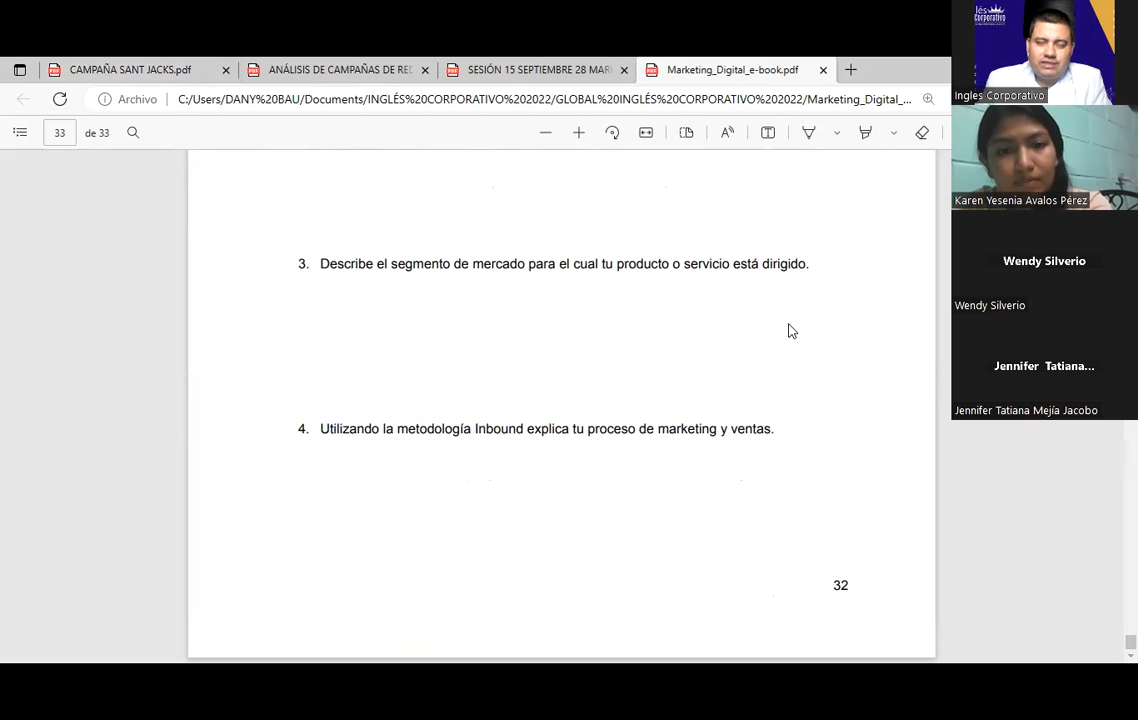 CAMPAÑA SANT JACKS.pdf
ANÁLISIS DE CAMPAÑAS DE REC
SESIÓN 15 SEPTIEMBRE 28 MAR
Marketing_Digital_e-book.pdf
Archivo
C:/Users/DANY%20BAU/Documents/INGLÉS%20CORPORATIVO%202022/GLOBAL%20INGLÉS%20CORPORATIVO%202022/Marketing_Digital_...
33
de 33
3. Describe el segmento de mercado para el cual tu producto o servicio está dirigido.
4. Utilizando la metodología Inbound explica tu proceso de marketing y ventas.
32
lés
Corporativo
Ingles Corporativo
Karen Yesenia Avalos Pérez
Wendy Silverio
Wendy Silverio
Jennifer Tatiana...
Jennifer Tatiana Mejía Jacobo